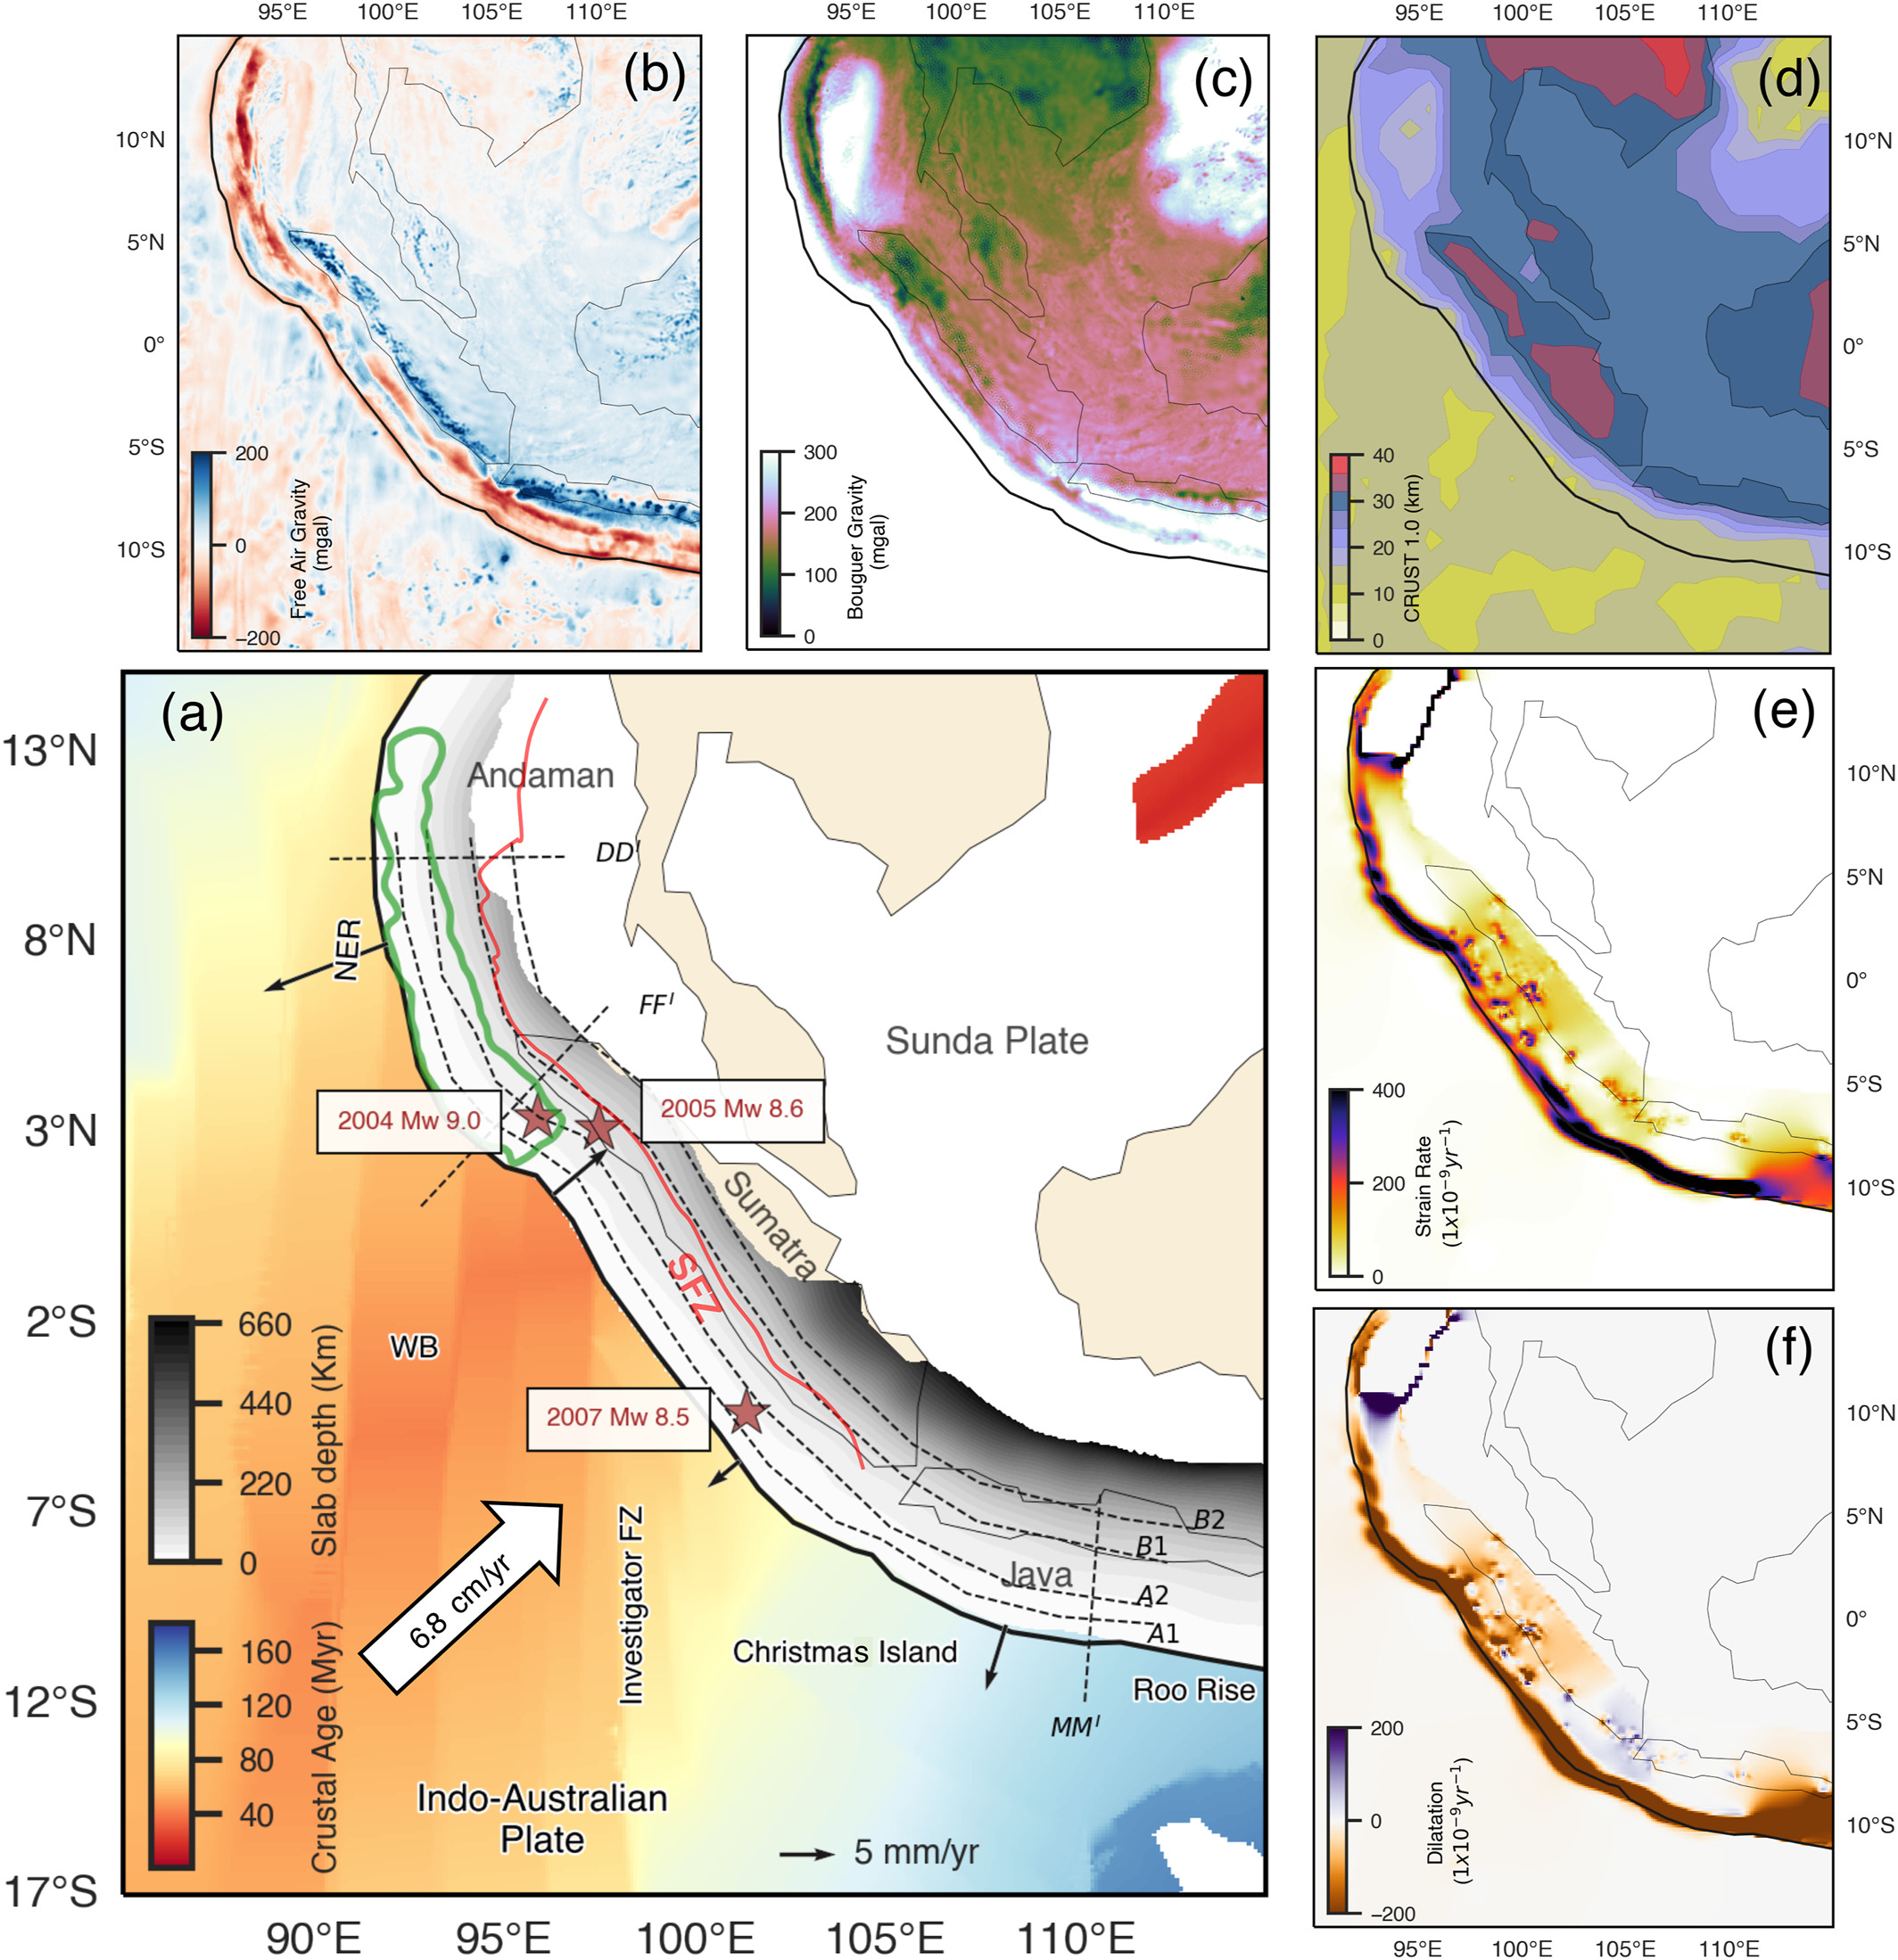 95°E 100°E 105°E 110°E
95°E 100°E 105°E 110°E
95°E 100°E 105°E 110°E
(b)
10°N
5°N
0°
5°S
10°S
200
0
−200
Free Air Gravity
(mgal)
(c)
300
200
100
0
Bouguer Gravity
(mgal)
(d)
10°N
5°N
0°
5°S
10°S
40
30
20
10
0
CRUST 1.0 (km)
(a)
13°N
8°N
3°N
2°S
7°S
12°S
17°S
Andaman
DD'
NER
FF'
Sunda Plate
2004 Mw 9.0
2005 Mw 8.6
Sumatra
SFZ
WB
2007 Mw 8.5
660
440
220
0
Slab depth (Km)
160
120
80
40
Crustal Age (Myr)
6.8 cm/yr
Investigator FZ
B2
B1
Java
A2
A1
Christmas Island
Roo Rise
MM'
Indo-Australian
Plate
5 mm/yr
90°E 95°E 100°E 105°E 110°E
(e)
10°N
5°N
0°
5°S
10°S
400
200
0
Strain Rate
(1x10⁻⁹yr⁻¹)
(f)
10°N
5°N
0°
5°S
10°S
200
0
−200
Dilatation
(1x10⁻⁹yr⁻¹)
95°E 100°E 105°E 110°E